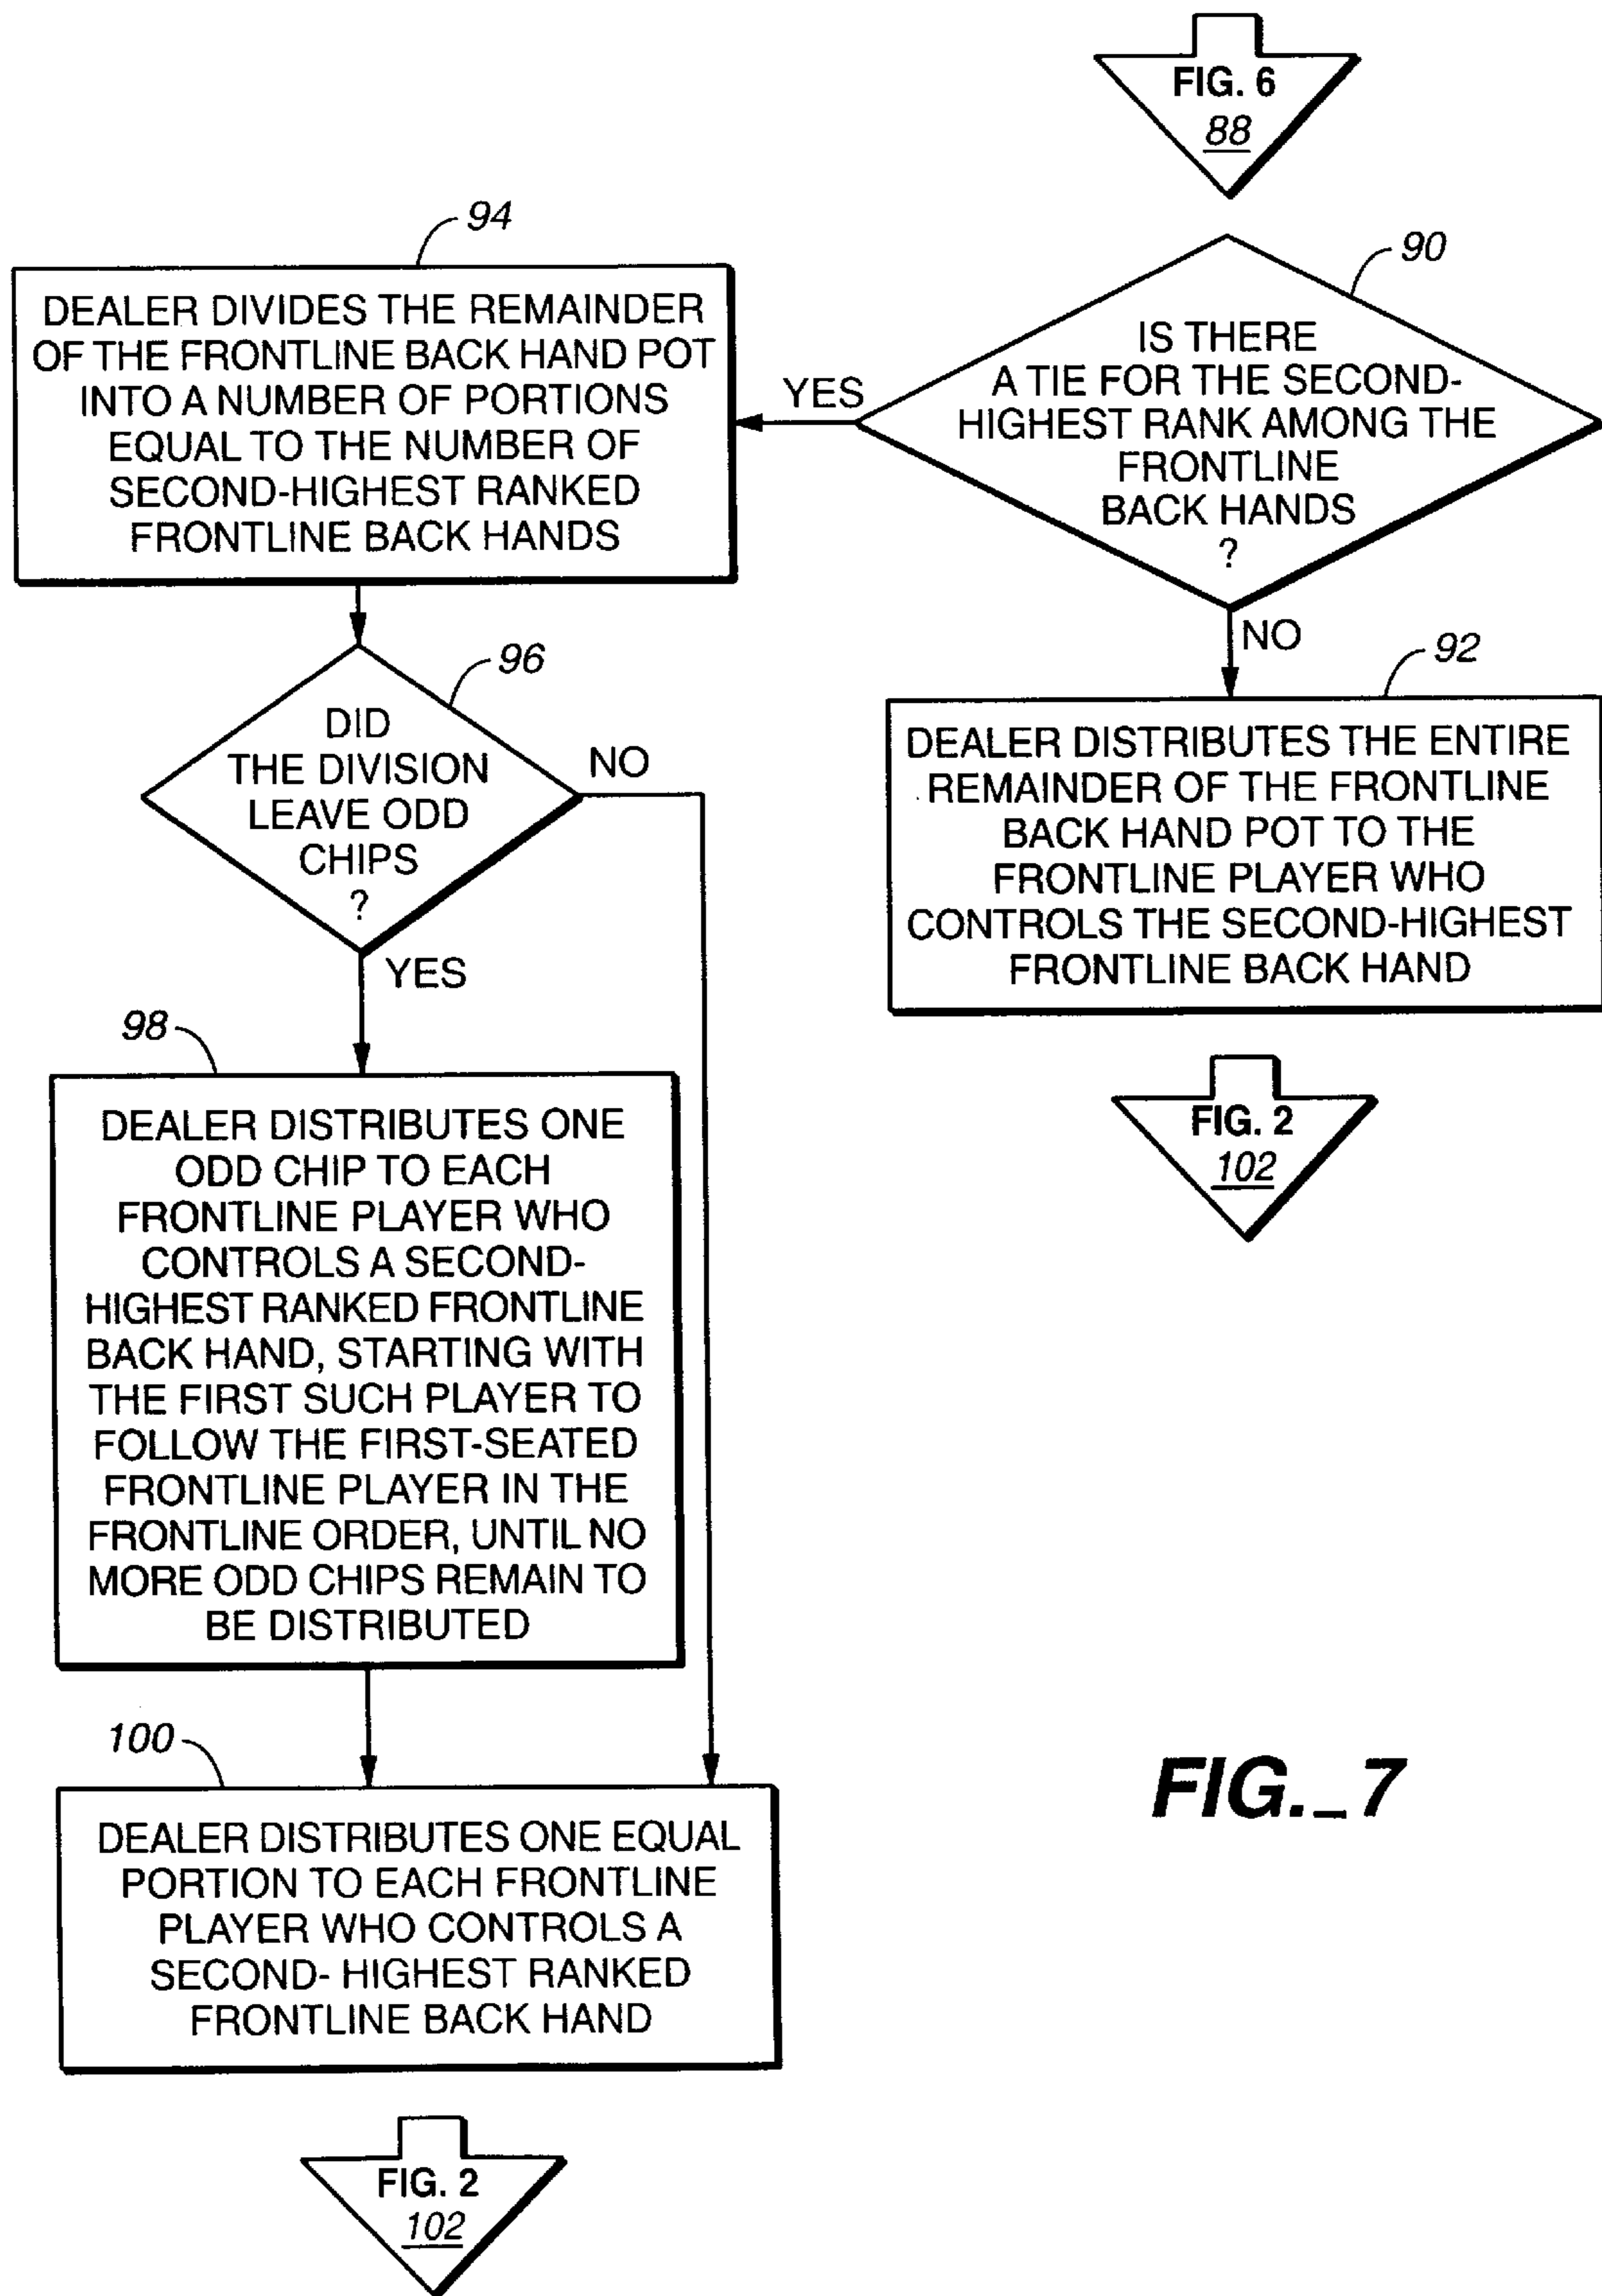 FIG. 6
88
90
IS THERE
A TIE FOR THE SECOND-
HIGHEST RANK AMONG THE
FRONTLINE
BACK HANDS
?
YES
NO
94
DEALER DIVIDES THE REMAINDER
OF THE FRONTLINE BACK HAND POT
INTO A NUMBER OF PORTIONS
EQUAL TO THE NUMBER OF
SECOND-HIGHEST RANKED
FRONTLINE BACK HANDS
92
DEALER DISTRIBUTES THE ENTIRE
REMAINDER OF THE FRONTLINE
BACK HAND POT TO THE
FRONTLINE PLAYER WHO
CONTROLS THE SECOND-HIGHEST
FRONTLINE BACK HAND
FIG. 2
102
96
DID
THE DIVISION
LEAVE ODD
CHIPS
?
NO
YES
98
DEALER DISTRIBUTES ONE
ODD CHIP TO EACH
FRONTLINE PLAYER WHO
CONTROLS A SECOND-
HIGHEST RANKED FRONTLINE
BACK HAND, STARTING WITH
THE FIRST SUCH PLAYER TO
FOLLOW THE FIRST-SEATED
FRONTLINE PLAYER IN THE
FRONTLINE ORDER, UNTIL NO
MORE ODD CHIPS REMAIN TO
BE DISTRIBUTED
100
DEALER DISTRIBUTES ONE EQUAL
PORTION TO EACH FRONTLINE
PLAYER WHO CONTROLS A
SECOND- HIGHEST RANKED
FRONTLINE BACK HAND
FIG. 2
102
FIG._7